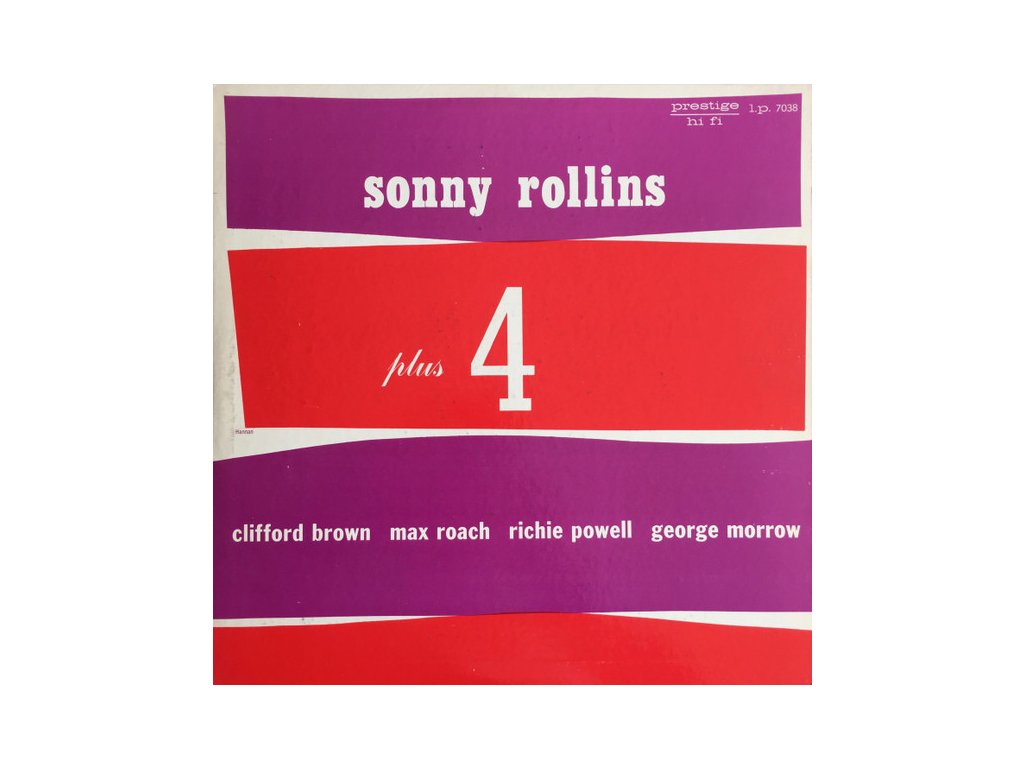 prestige l.p. 7038
hi fi
sonny rollins
plus 4
Hannan
clifford brown max roach richie powell george morrow